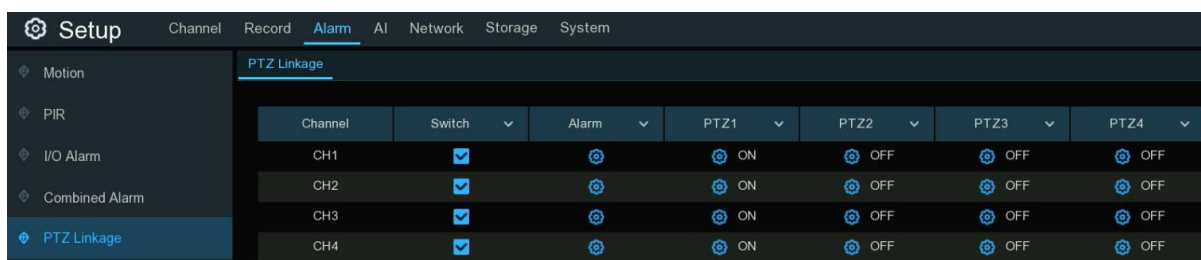 Setup Channel Record Alarm AI Network Storage System
Motion
PIR
I/O Alarm
Combined Alarm
PTZ Linkage
PTZ Linkage
Channel Switch Alarm PTZ1 PTZ2 PTZ3 PTZ4
CH1 ON OFF OFF OFF
CH2 ON OFF OFF OFF
CH3 ON OFF OFF OFF
CH4 ON OFF OFF OFF